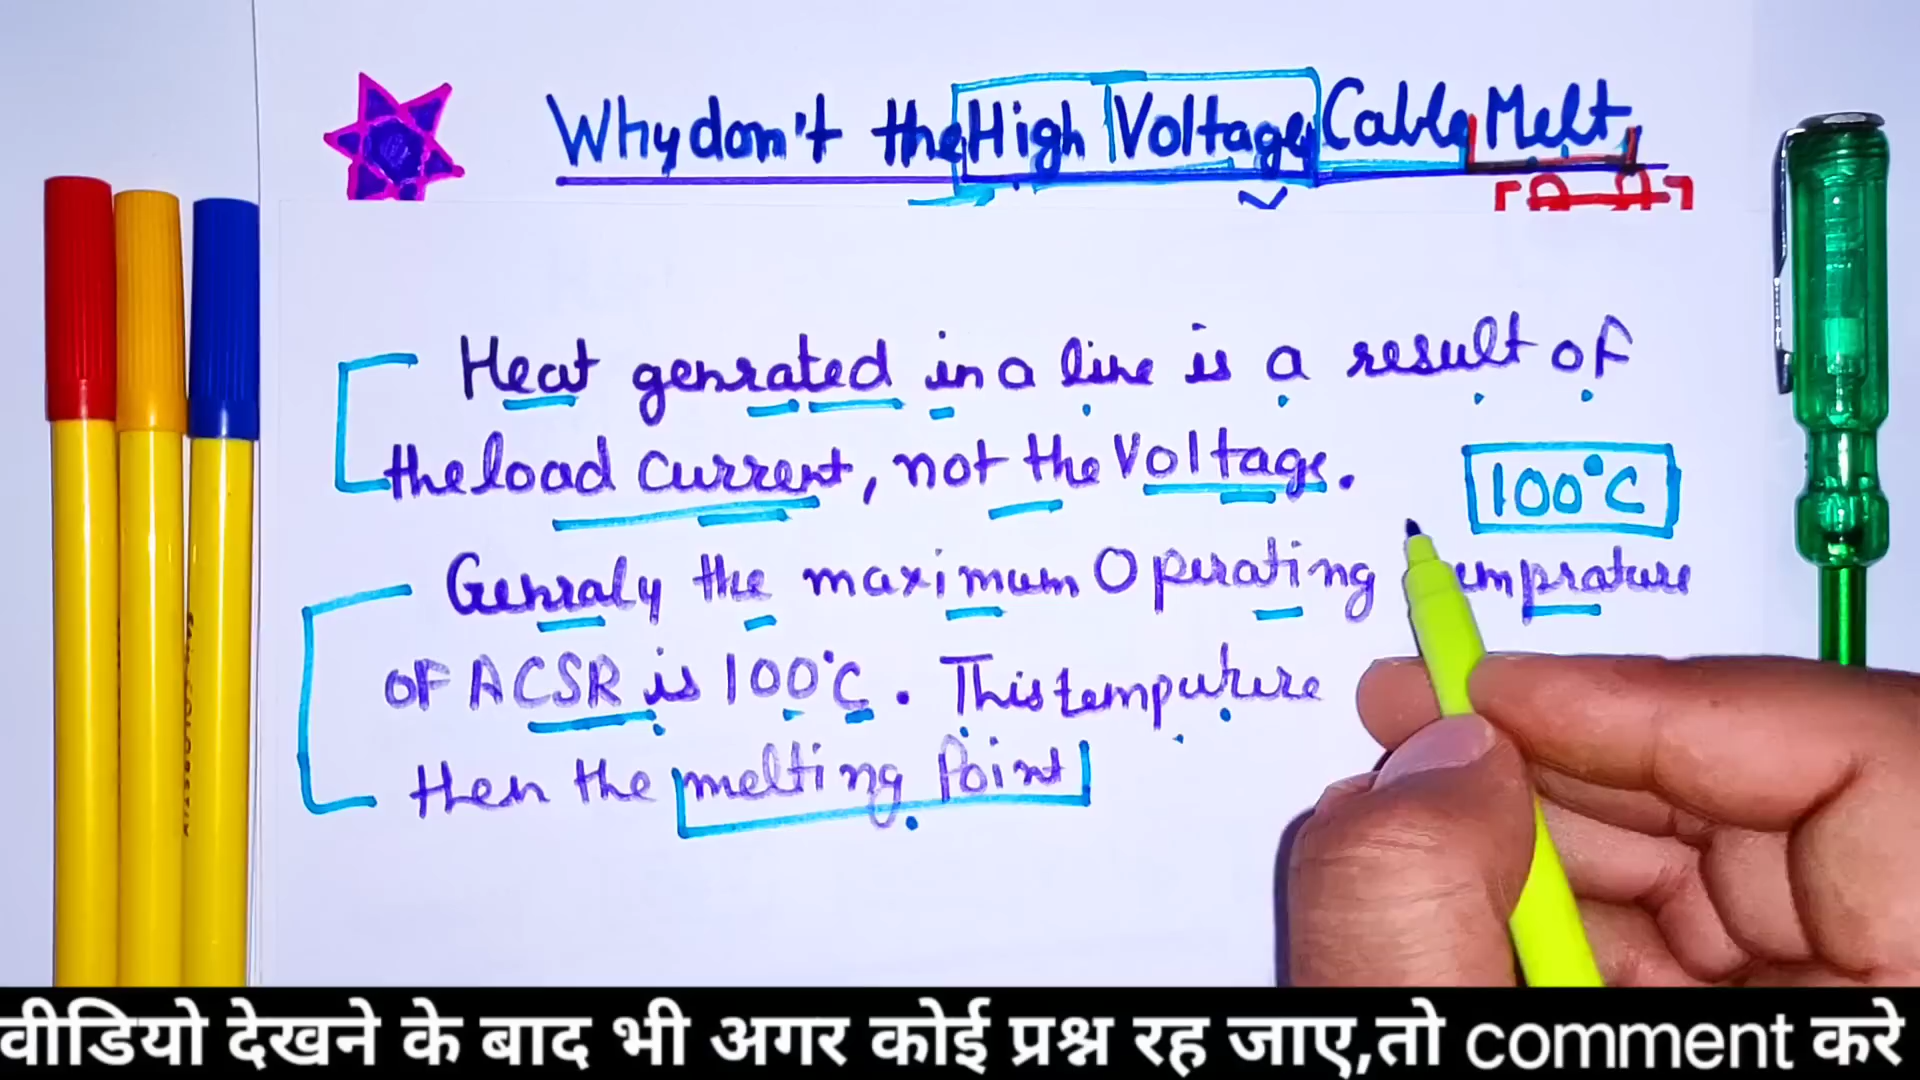 Why don't the High Voltage Cable Melt,
Heat genrated in a line is a result of
the load current, not the Voltage.
100°C
Genraly the maximum Operating temprature
of ACSR is 100°C. This tempurure
then the melting Point
वीडियो देखने के बाद भी अगर कोई प्रश्न रह जाए,तो comment करे